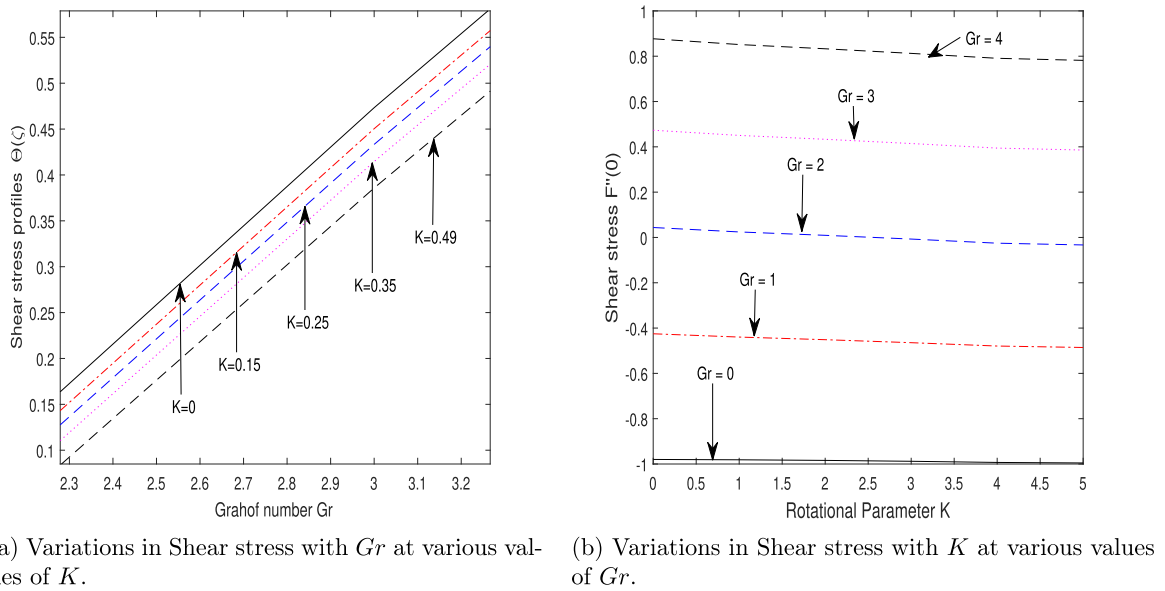 0.55
0.5
0.45
0.4
0.35
0.3
0.25
0.2
0.15
0.1
Shear stress profiles Θ(ζ)
K=0.49
K=0.35
K=0.25
K=0.15
K=0
2.3 2.4 2.5 2.6 2.7 2.8 2.9 3 3.1 3.2
Grahof number Gr
a) Variations in Shear stress with Gr at various val-
es of K.
1
0.8
0.6
0.4
0.2
0
-0.2
-0.4
-0.6
-0.8
-1
Shear stress F"(0)
Gr = 4
Gr = 3
Gr = 2
Gr = 1
Gr = 0
0 0.5 1 1.5 2 2.5 3 3.5 4 4.5 5
Rotational Parameter K
(b) Variations in Shear stress with K at various values
of Gr.